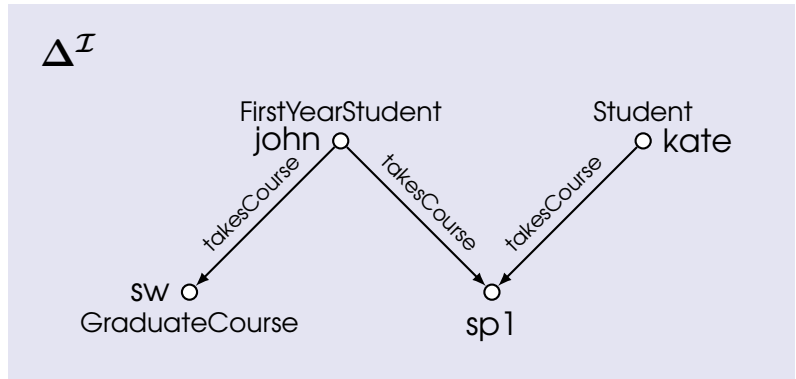 Δ^ℐ
FirstYearStudent
Student
john
kate
takesCourse
takesCourse
takesCourse
sw
GraduateCourse
sp1